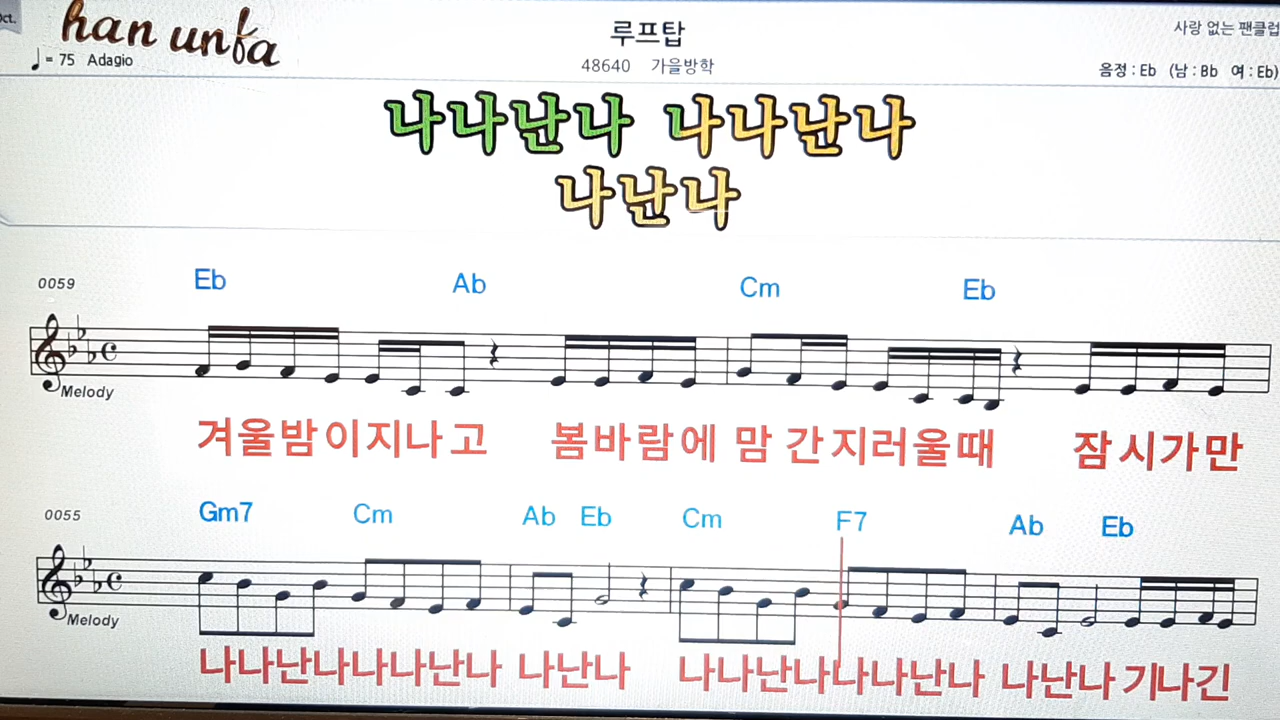 Oct.
han unfa
루프탑
사랑 없는 팬클럽
♩= 75 Adagio
48640 가을방학
음정 : Eb (남 : Bb 여 : Eb)
나나난나 나나난나
나난나
0059
Eb Ab Cm Eb
Melody
겨울밤이지나고 봄바람에 맘 간지러울때 잠시가만
0055
Gm7 Cm Ab Eb Cm F7 Ab Eb
Melody
나나난나나나난나 나난나 나나난나나나난나 나난나 기나긴